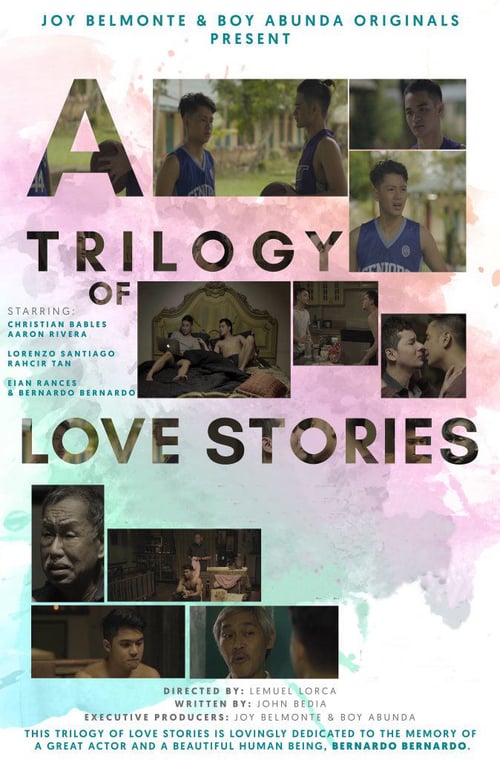 JOY BELMONTE & BOY ABUNDA ORIGINALS
PRESENT
A
TRILOGY
OF
STARRING:
CHRISTIAN BABLES
AARON RIVERA
LORENZO SANTIAGO
RAHCIR TAN
EIAN RANCES
& BERNARDO BERNARDO
LOVE STORIES
DIRECTED BY: LEMUEL LORCA
WRITTEN BY: JOHN BEDIA
EXECUTIVE PRODUCERS: JOY BELMONTE & BOY ABUNDA
THIS TRILOGY OF LOVE STORIES IS LOVINGLY DEDICATED TO THE MEMORY OF
A GREAT ACTOR AND A BEAUTIFUL HUMAN BEING, BERNARDO BERNARDO.